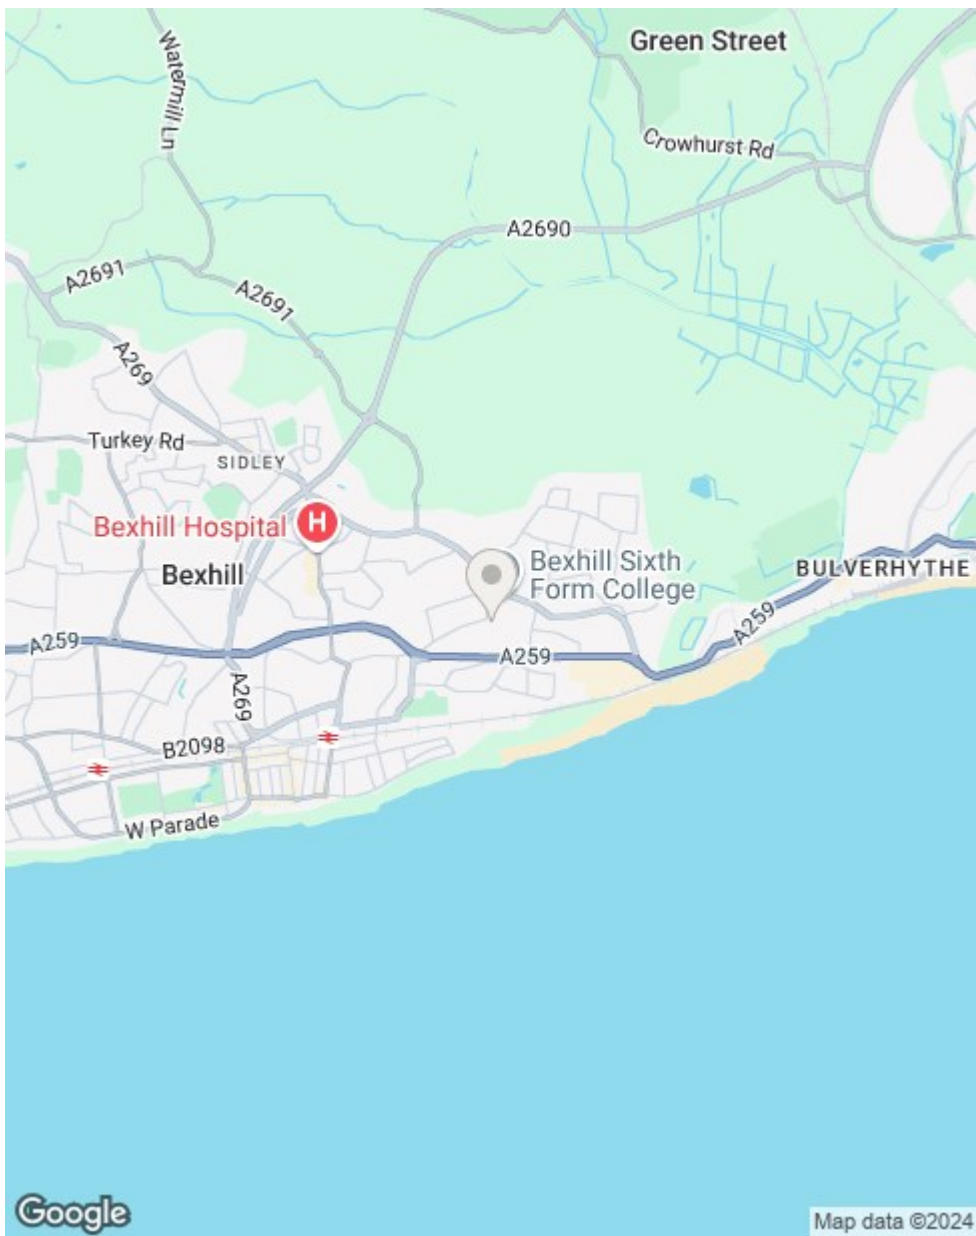 Green Street
Watermill Ln
Crowhurst Rd
A2690
A2691
A2691
A269
Turkey Rd
SIDLEY
Bexhill Hospital
H
Bexhill
Bexhill Sixth
Form College
BULVERHYTHE
A259
A259
A259
A269
B2098
W Parade
Google
Map data ©2024